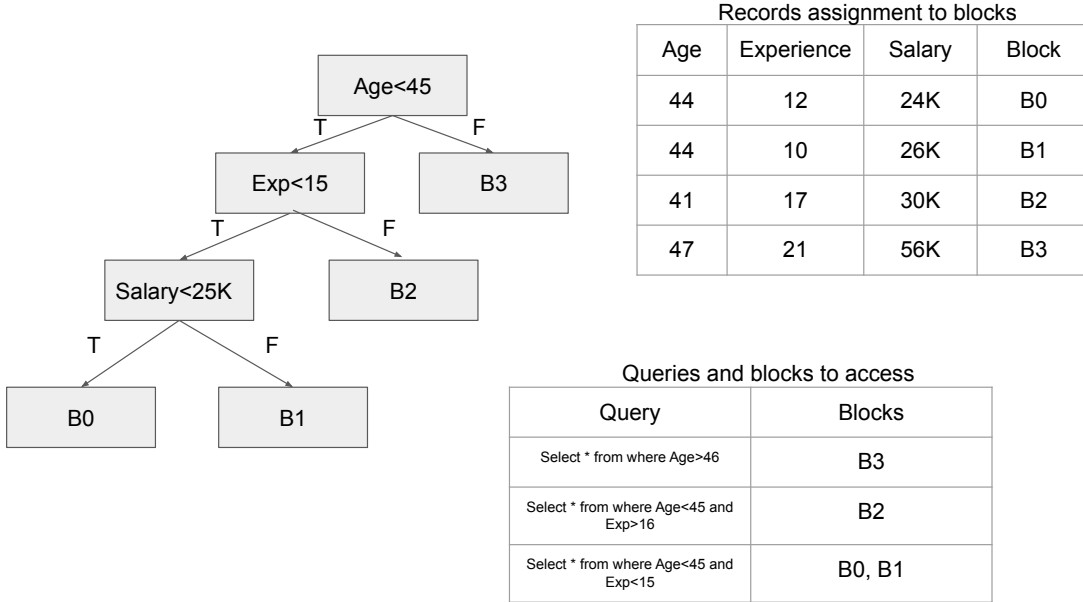 Records assignment to blocks
Age Experience Salary Block
44 12 24K B0
44 10 26K B1
41 17 30K B2
47 21 56K B3
Age<45
T F
Exp<15 B3
T F
Salary<25K B2
T F
B0 B1
Queries and blocks to access
Query Blocks
Select * from where Age>46 B3
Select * from where Age<45 and
Exp>16 B2
Select * from where Age<45 and
Exp<15 B0, B1